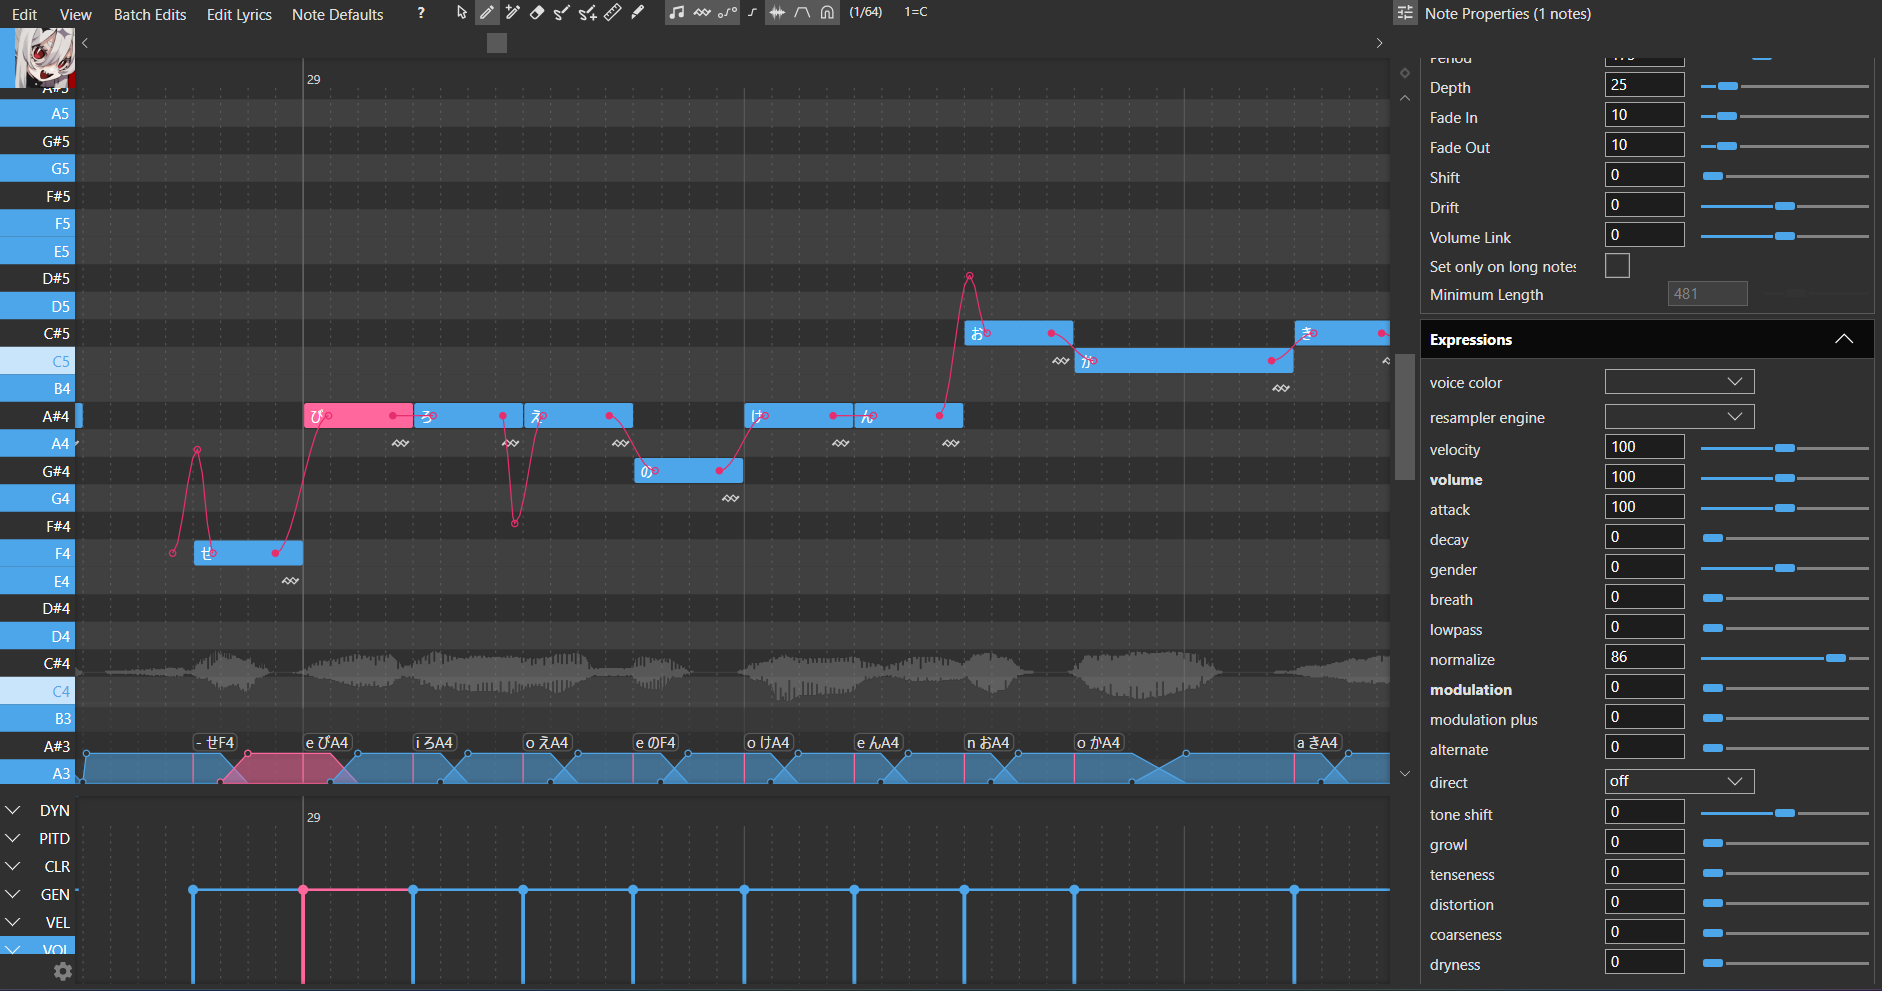 Edit View Batch Edits Edit Lyrics Note Defaults ? (1/64) 1=C
Note Properties (1 notes)
29
A5
G#5
G5
F#5
F5
E5
D#5
D5
C#5
C5
B4
A#4
A4
G#4
G4
F#4
F4
E4
D#4
D4
C#4
C4
B3
A#3
A3
お
か
き
び ろ え
け ん
の
せ
- せF4 e びA4 i ろA4 o えA4 e のF4 o けA4 e んA4 n おA4 o かA4 a きA4
29
DYN
PITD
CLR
GEN
VEL
VOL
Period 175
Depth 25
Fade In 10
Fade Out 10
Shift 0
Drift 0
Volume Link 0
Set only on long notes
Minimum Length 481
Expressions
voice color
resampler engine
velocity 100
volume 100
attack 100
decay 0
gender 0
breath 0
lowpass 0
normalize 86
modulation 0
modulation plus 0
alternate 0
direct off
tone shift 0
growl 0
tenseness 0
distortion 0
coarseness 0
dryness 0